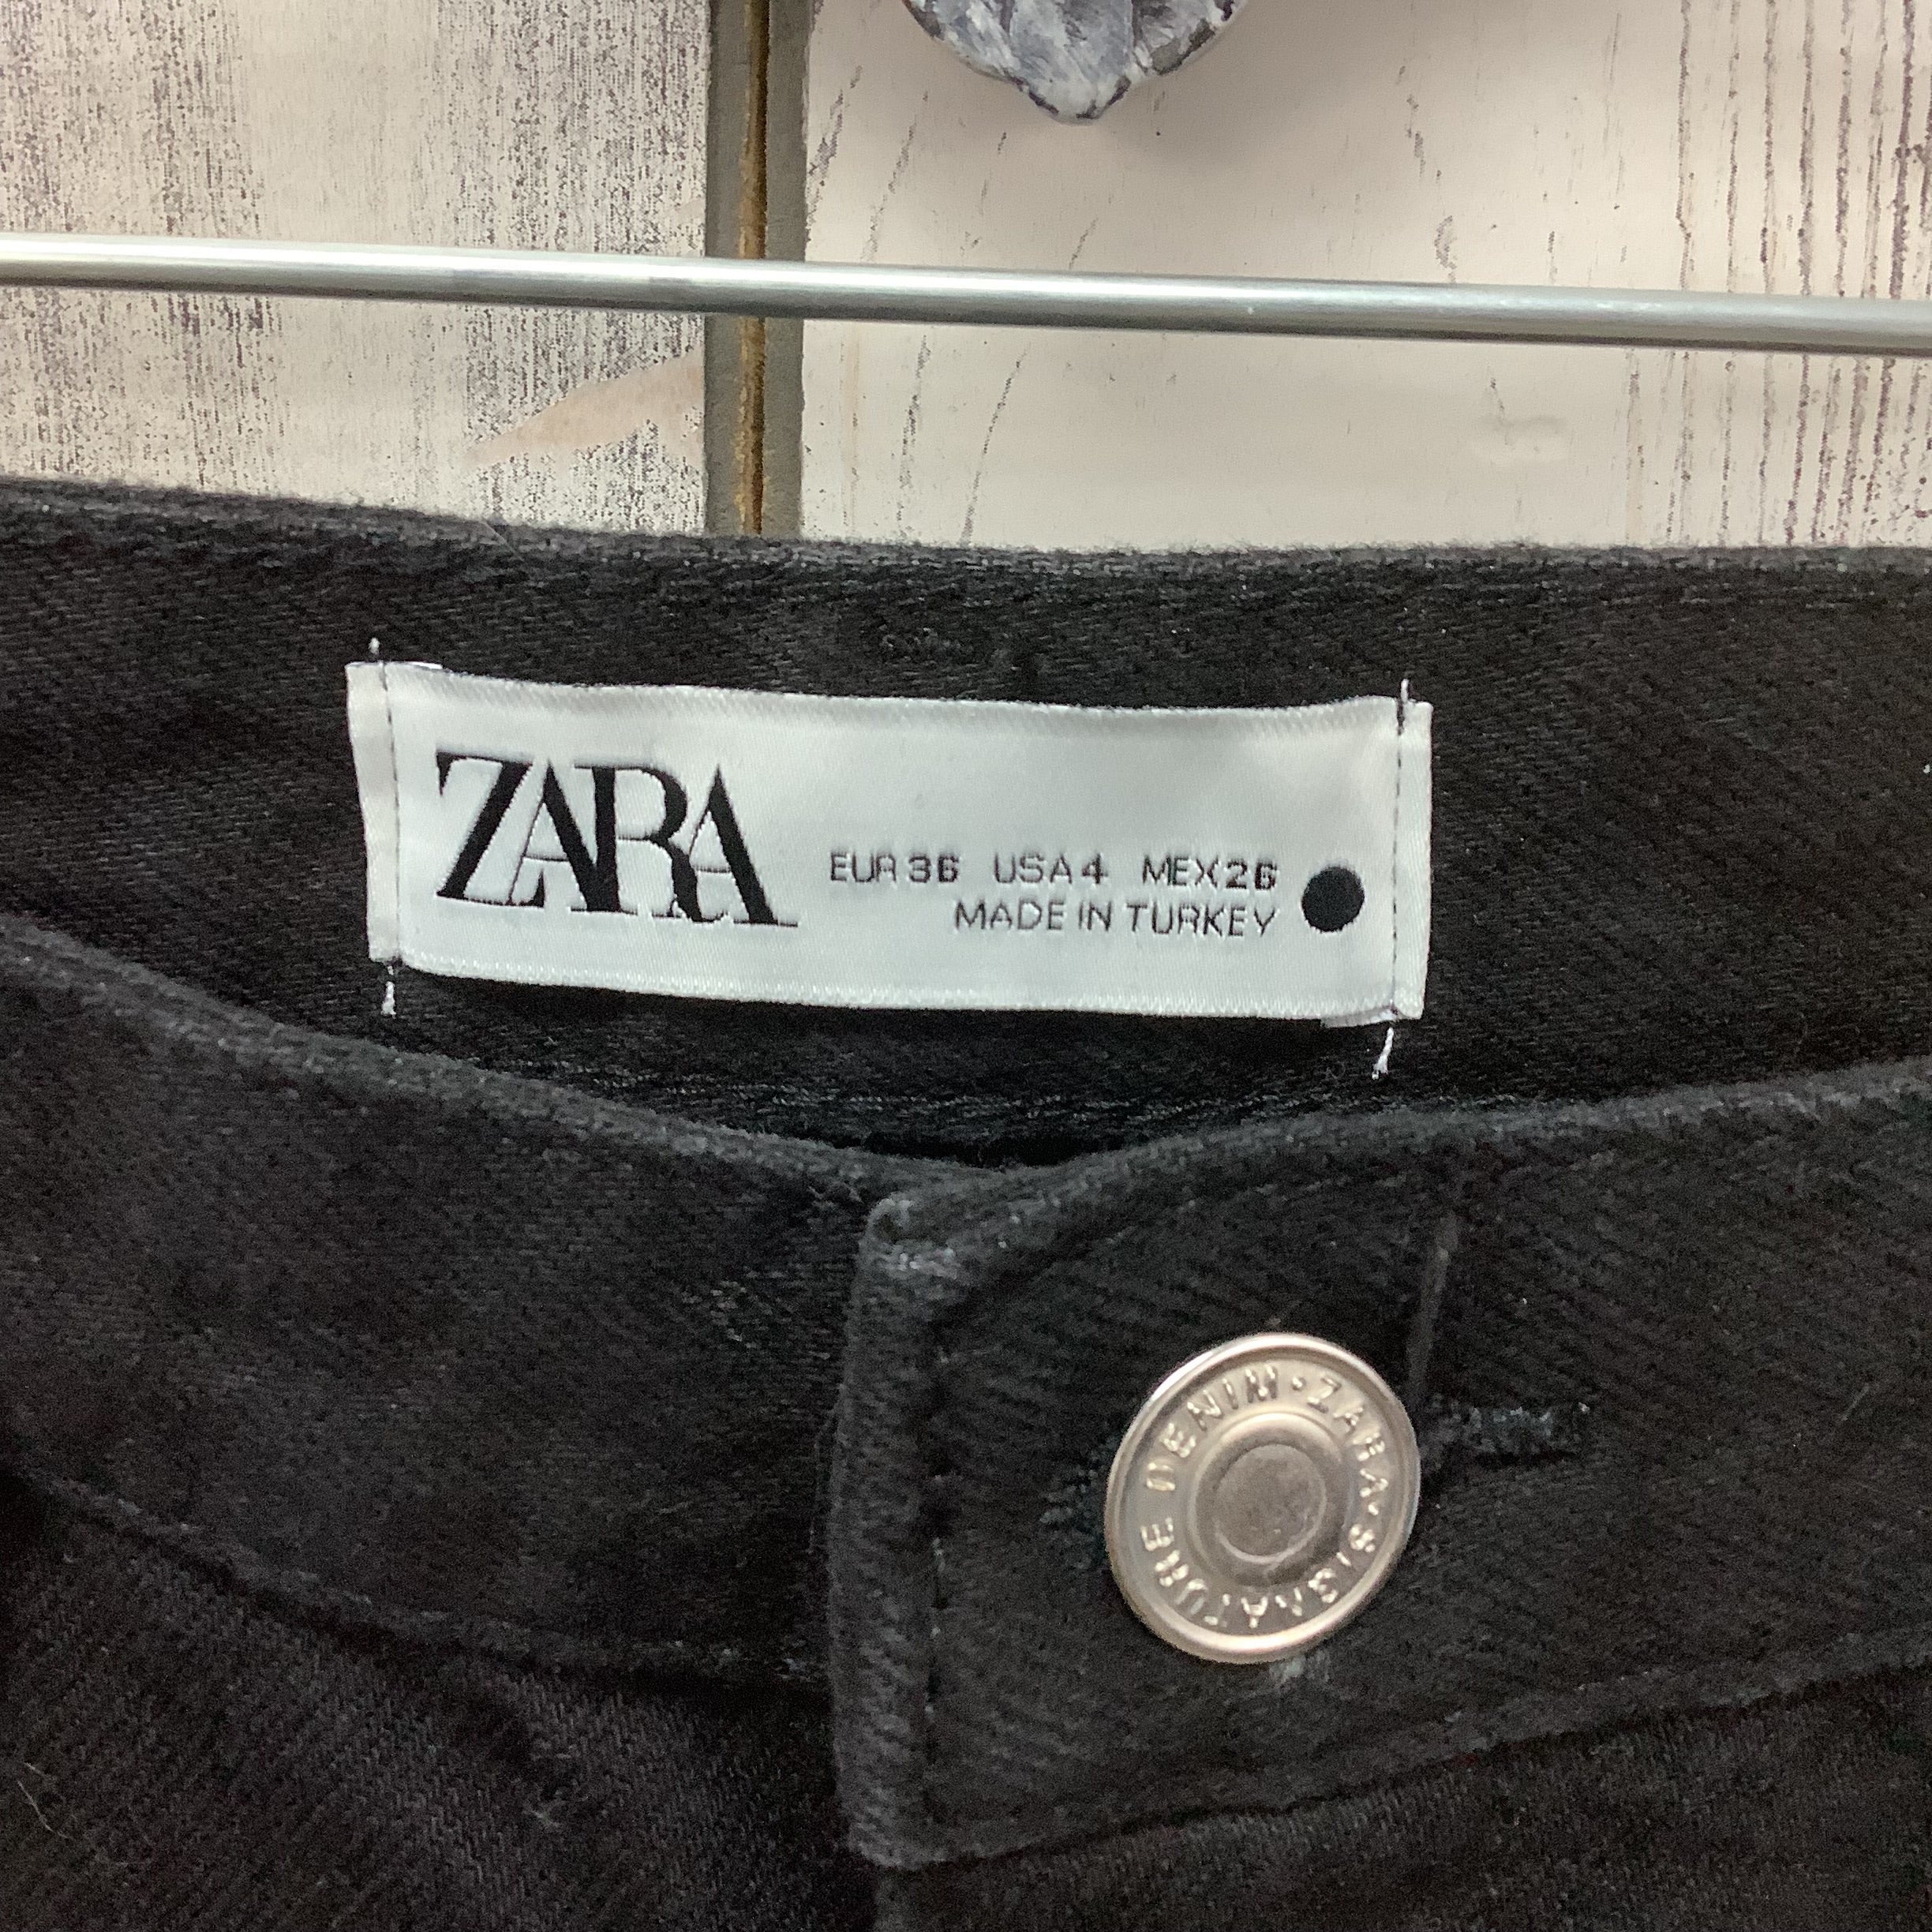 ZARA
EUR 36 USA 4 MEX 26
MADE IN TURKEY
DENIM · ZARA · SIGNATURE